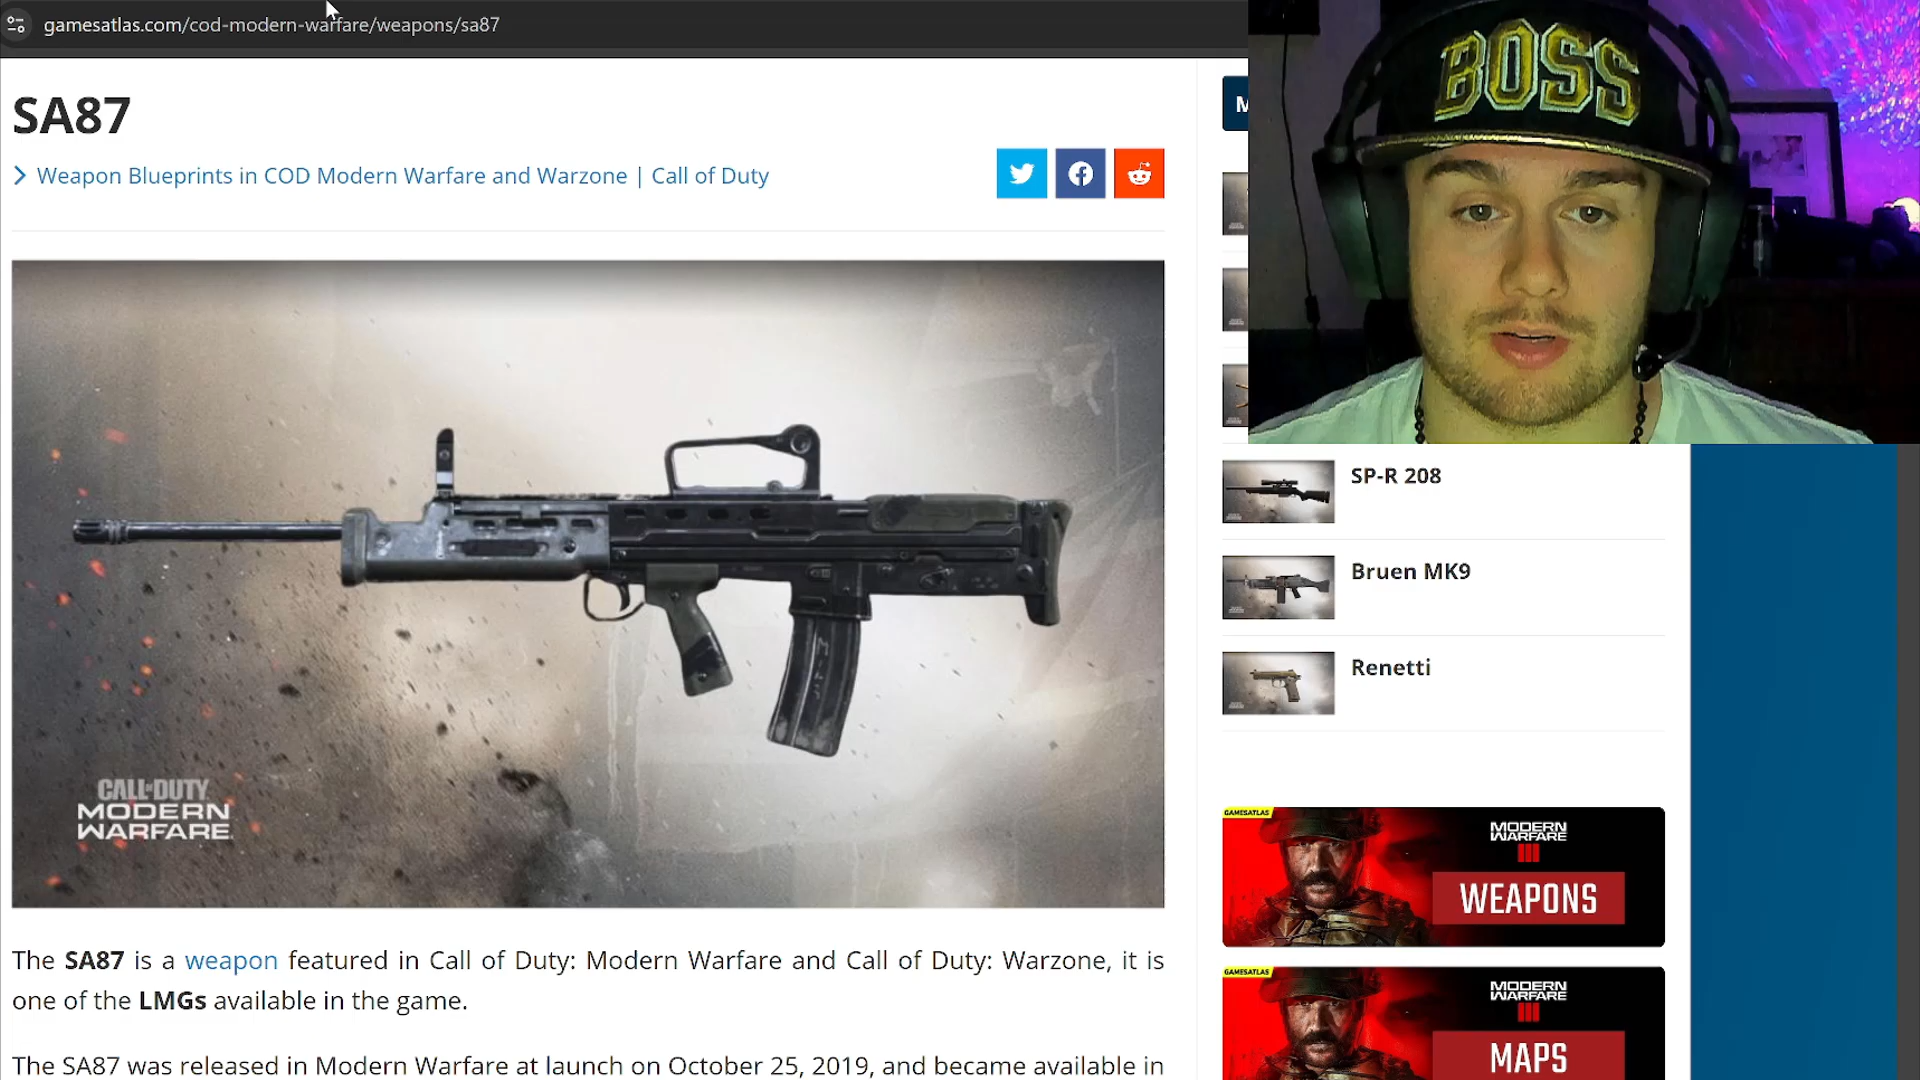 gamesatlas.com/cod-modern-warfare/weapons/sa87
SA87
Weapon Blueprints in COD Modern Warfare and Warzone | Call of Duty
M
BOSS
CALL OF DUTY
MODERN
WARFARE
The SA87 is a weapon featured in Call of Duty: Modern Warfare and Call of Duty: Warzone, it is
one of the LMGs available in the game.
The SA87 was released in Modern Warfare at launch on October 25, 2019, and became available in
SP-R 208
Bruen MK9
Renetti
GAMESATLAS
MODERN
WARFARE
III
WEAPONS
GAMESATLAS
MODERN
WARFARE
III
MAPS